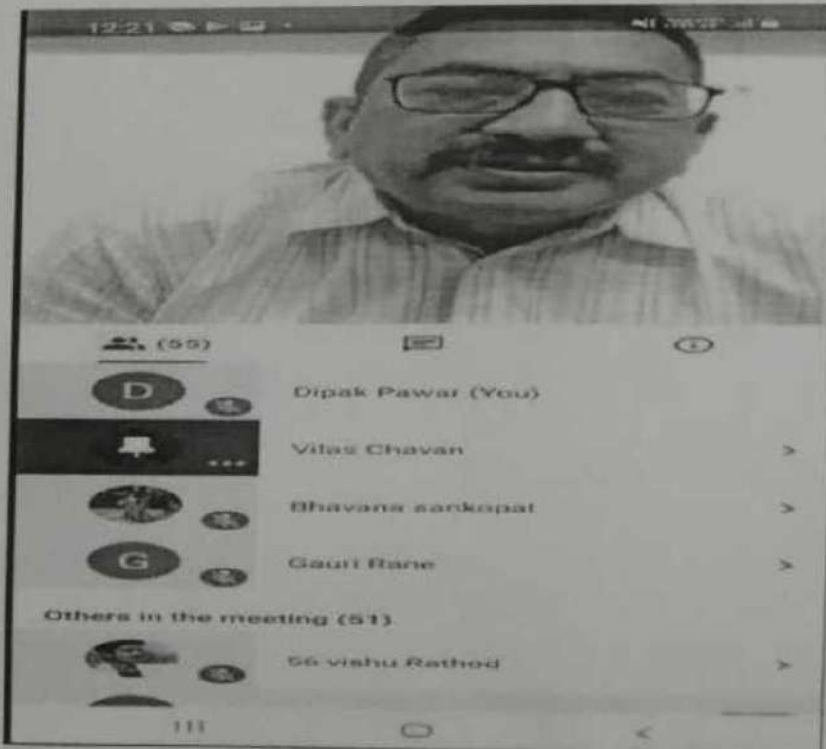 12:21
(55)
D
Dipak Pawar (You)
Vilas Chavan
Bhavana sankopal
G
Gauri Rane
Others in the meeting (51)
56 vishu Rathod